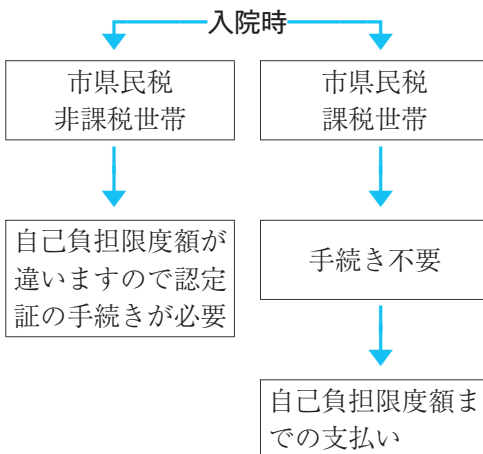 入院時
市県民税
非課税世帯
市県民税
課税世帯
自己負担限度額が
違いますので認定
証の手続きが必要
手続き不要
自己負担限度額ま
での支払い